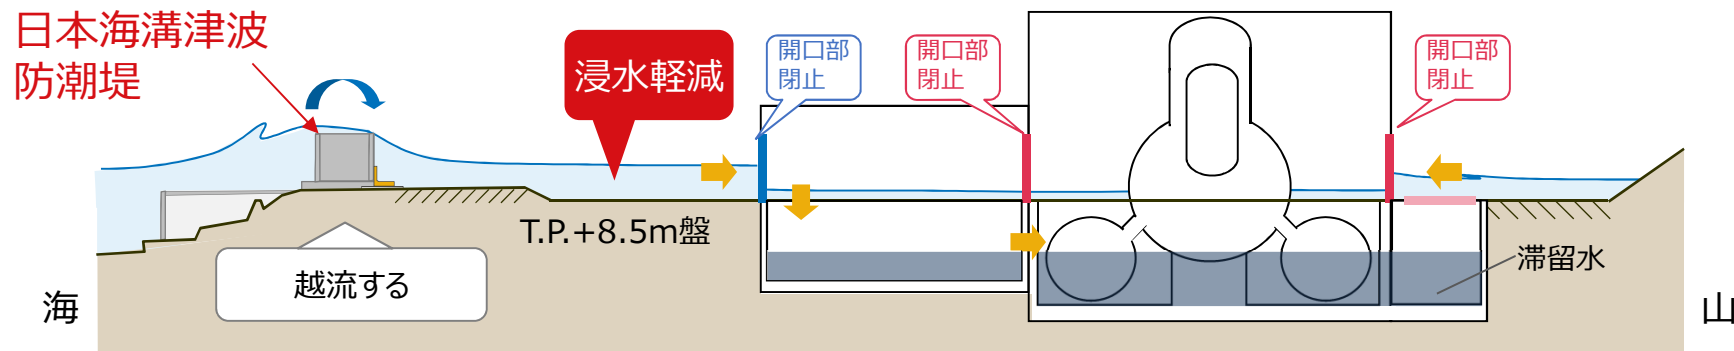 日本海溝津波
防潮堤
浸水軽減
開口部
閉止
開口部
閉止
開口部
閉止
T.P.+8.5m盤
越流する
滞留水
海
山